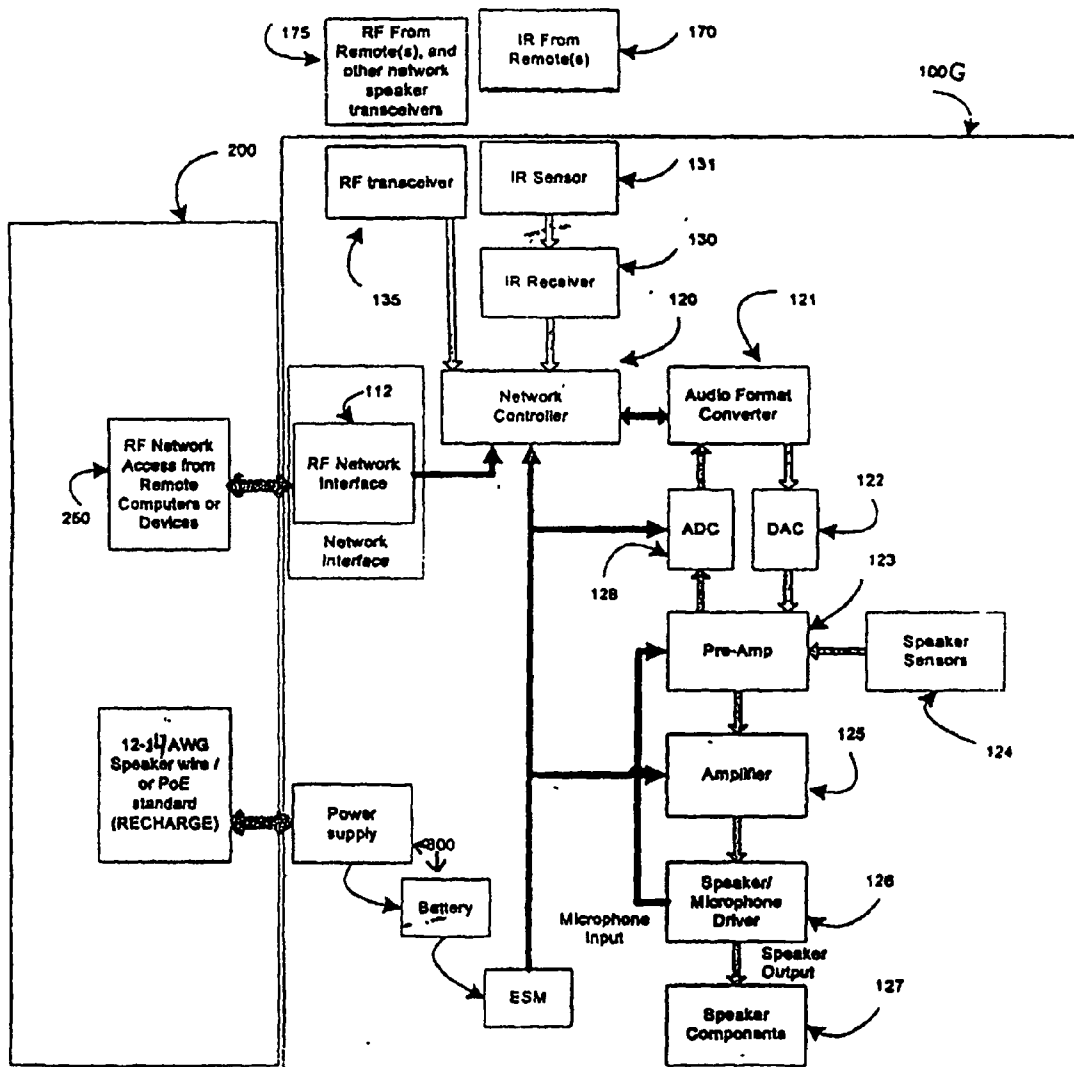 175
RF From
Remote(s), and
other network
speaker
transceivers
IR From
Remote(s)
170
100G
200
RF transceiver
135
IR Sensor
131
IR Receiver
130
120
121
Network
Controller
Audio Format
Converter
112
RF Network
Interface
Network
Interface
RF Network
Access from
Remote
Computers or
Devices
250
ADC
128
DAC
122
123
Pre-Amp
Speaker
Sensors
124
12-14 AWG
Speaker wire /
or PoE
standard
(RECHARGE)
Power
supply
300
Battery
ESM
Amplifier
125
Microphone
Input
Speaker/
Microphone
Driver
126
Speaker
Output
Speaker
Components
127